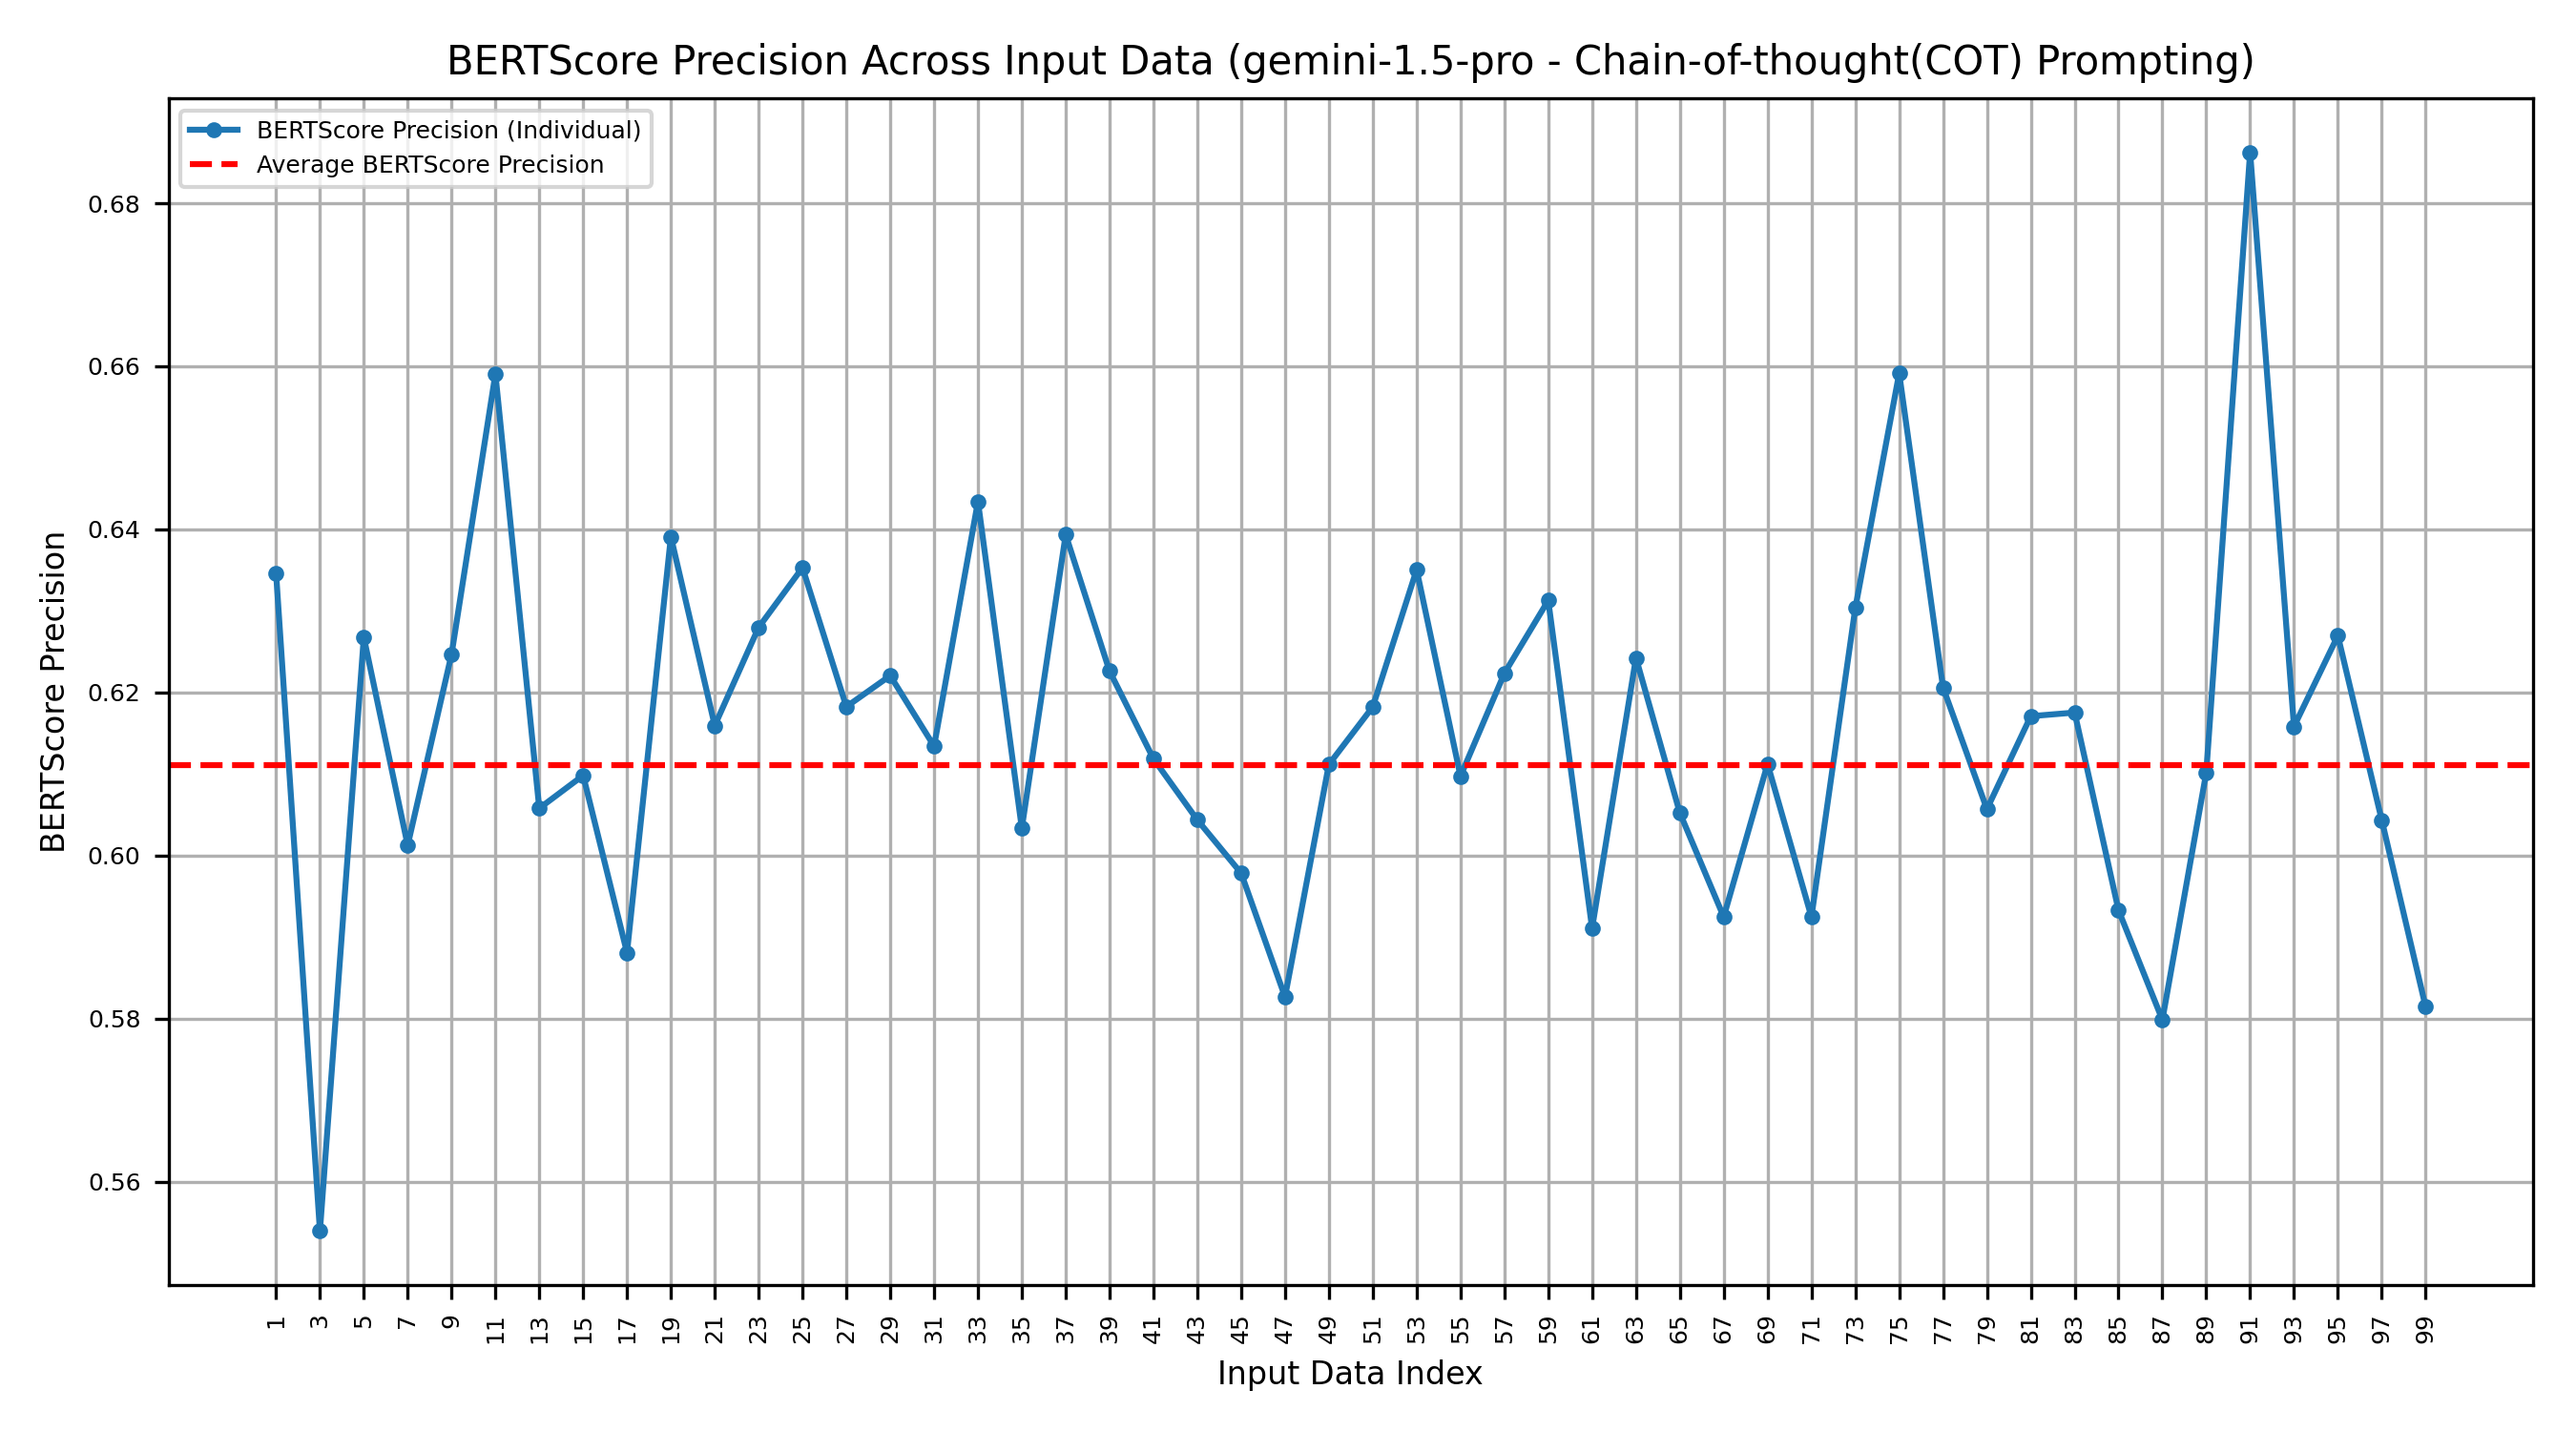 BERTScore Precision Across Input Data (gemini-1.5-pro - Chain-of-thought(COT) Prompting)
BERTScore Precision (Individual)
Average BERTScore Precision
BERTScore Precision
0.68
0.66
0.64
0.62
0.60
0.58
0.56
1 3 5 7 9 11 13 15 17 19 21 23 25 27 29 31 33 35 37 39 41 43 45 47 49 51 53 55 57 59 61 63 65 67 69 71 73 75 77 79 81 83 85 87 89 91 93 95 97 99
Input Data Index